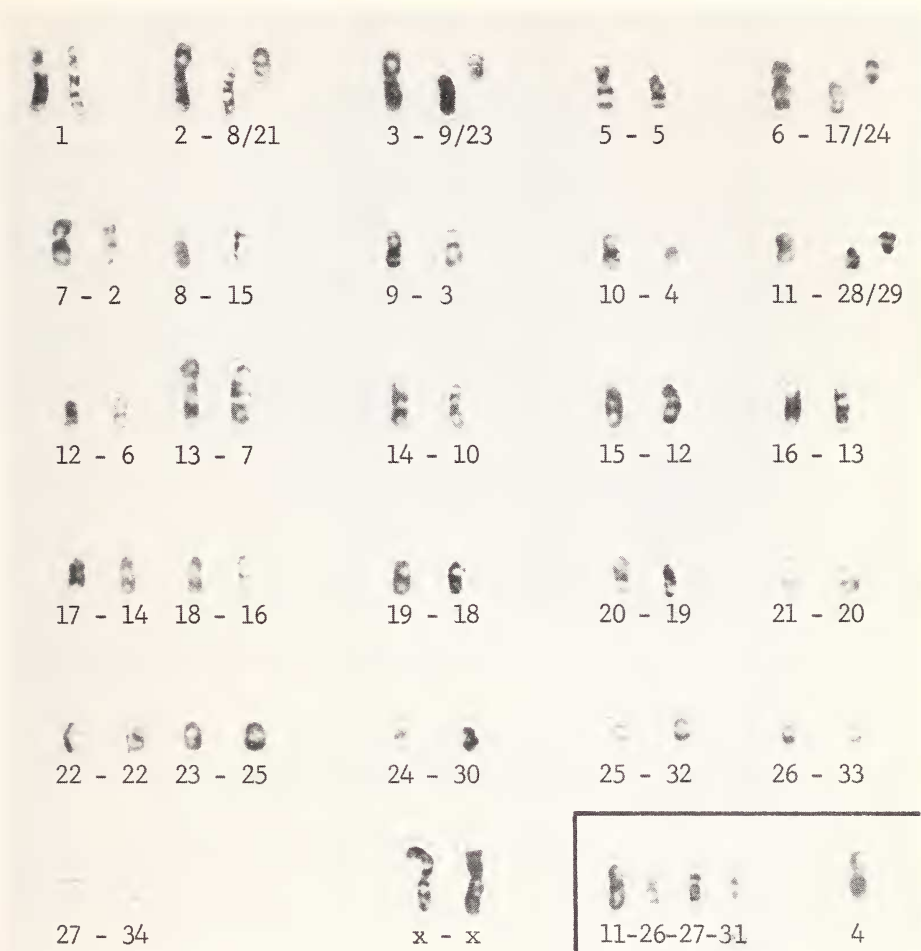 1 2 - 8/21 3 - 9/23 5 - 5 6 - 17/24
7 - 2 8 - 15 9 - 3 10 - 4 11 - 28/29
12 - 6 13 - 7 14 - 10 15 - 12 16 - 13
17 - 14 18 - 16 19 - 18 20 - 19 21 - 20
22 - 22 23 - 25 24 - 30 25 - 32 26 - 33
27 - 34 x - x 11-26-27-31 4